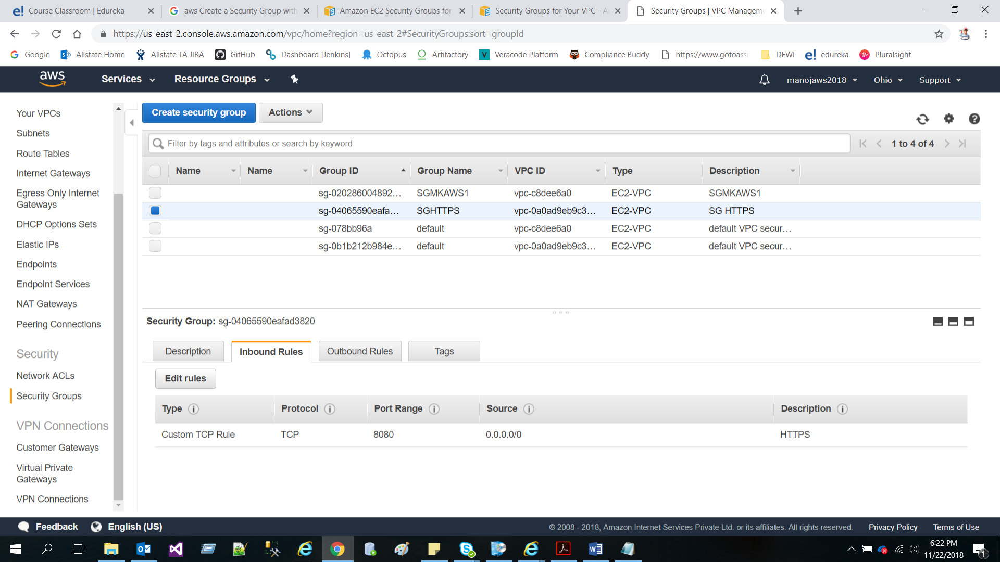 Course Classroom | Edureka
aws Create a Security Group with
Amazon EC2 Security Groups for
Security Groups for Your VPC - A
Security Groups | VPC Manageme
https://us-east-2.console.aws.amazon.com/vpc/home?region=us-east-2#SecurityGroups:sort=groupId
Google Allstate Home Allstate TA JIRA GitHub Dashboard [Jenkins] Octopus Artifactory Veracode Platform Compliance Buddy https://www.gotoassi DEWI edureka Pluralsight
aws Services Resource Groups manojaws2018 Ohio Support
Your VPCs
Subnets
Route Tables
Internet Gateways
Egress Only Internet
Gateways
DHCP Options Sets
Elastic IPs
Endpoints
Endpoint Services
NAT Gateways
Peering Connections
Security
Network ACLs
Security Groups
VPN Connections
Customer Gateways
Virtual Private
Gateways
VPN Connections
Create security group Actions
Filter by tags and attributes or search by keyword 1 to 4 of 4
Name Name Group ID Group Name VPC ID Type Description
sg-020286004892... SGMKAWS1 vpc-c8dee6a0 EC2-VPC SGMKAWS1
sg-04065590eafa... SGHTTPS vpc-0a0ad9eb9c3... EC2-VPC SG HTTPS
sg-078bb96a default vpc-c8dee6a0 EC2-VPC default VPC secur...
sg-0b1b212b984e... default vpc-0a0ad9eb9c3... EC2-VPC default VPC secur...
Security Group: sg-04065590eafad3820
Description Inbound Rules Outbound Rules Tags
Edit rules
Type Protocol Port Range Source Description
Custom TCP Rule TCP 8080 0.0.0.0/0 HTTPS
Feedback English (US) © 2008 - 2018, Amazon Internet Services Private Ltd. or its affiliates. All rights reserved. Privacy Policy Terms of Use
6:22 PM
11/22/2018
1